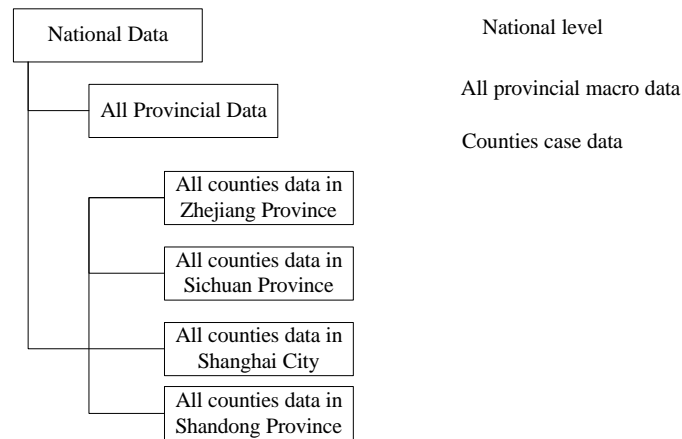 National Data
National level
All Provincial Data
All provincial macro data
Counties case data
All counties data in
Zhejiang Province
All counties data in
Sichuan Province
All counties data in
Shanghai City
All counties data in
Shandong Province